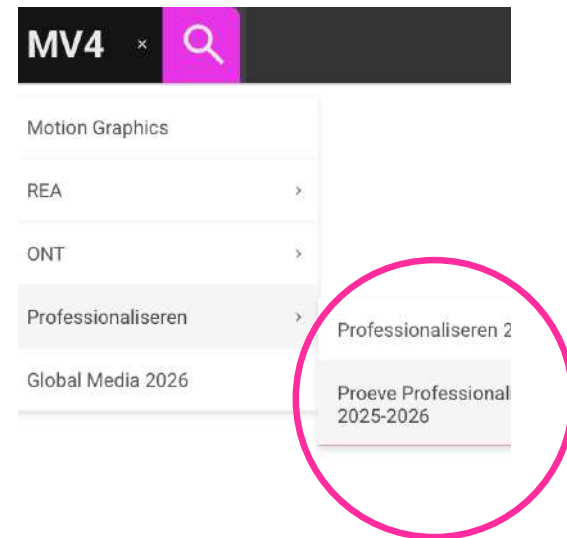 MV4 ×
Motion Graphics
REA
ONT
Professionaliseren
Global Media 2026
Professionaliseren 2
Proeve Professional
2025-2026